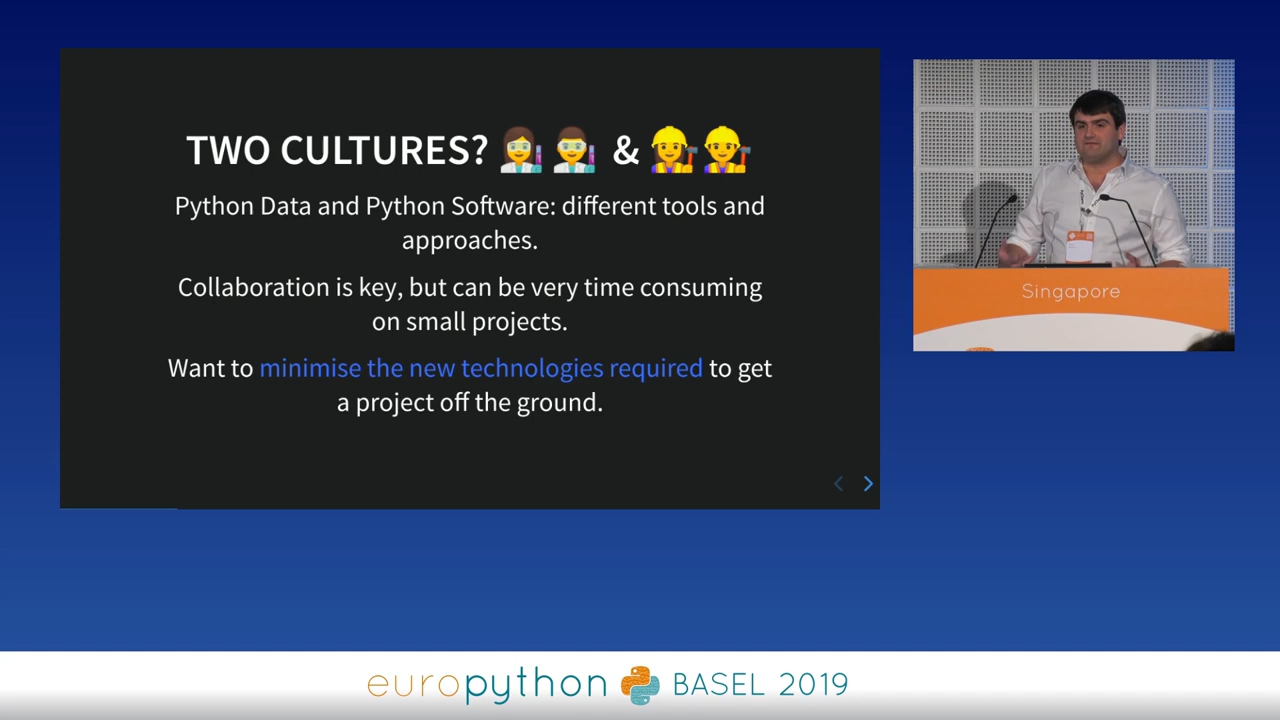 TWO CULTURES? 👩‍🔬👨‍🔬 & 👷‍♀️👷
Python Data and Python Software: different tools and
approaches.
Collaboration is key, but can be very time consuming
on small projects.
Want to minimise the new technologies required to get
a project off the ground.
Singapore
europython BASEL 2019